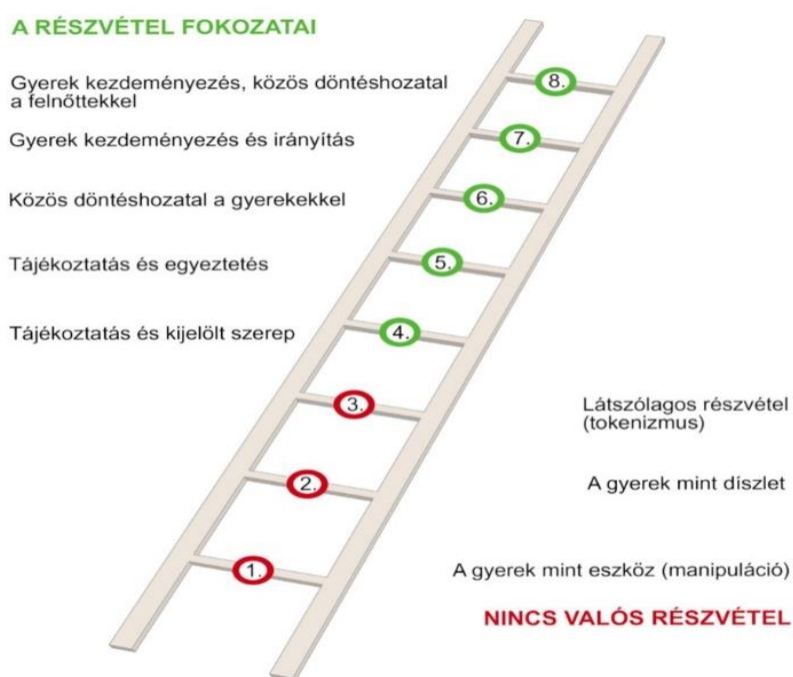 A RÉSZVÉTEL FOKOZATAI
Gyerek kezdeményezés, közös döntéshozatal
a felnőttekkel
8.
Gyerek kezdeményezés és irányítás
7.
Közös döntéshozatal a gyerekekkel
6.
Tájékoztatás és egyeztetés
5.
Tájékoztatás és kijelölt szerep
4.
3.
Látszólagos részvétel
(tokenizmus)
2.
A gyerek mint díszlet
1.
A gyerek mint eszköz (manipuláció)
NINCS VALÓS RÉSZVÉTEL